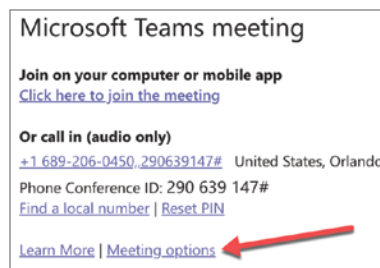 Microsoft Teams meeting
Join on your computer or mobile app
Click here to join the meeting
Or call in (audio only)
+1 689-206-0450,,290639147# United States, Orlando
Phone Conference ID: 290 639 147#
Find a local number | Reset PIN
Learn More | Meeting options